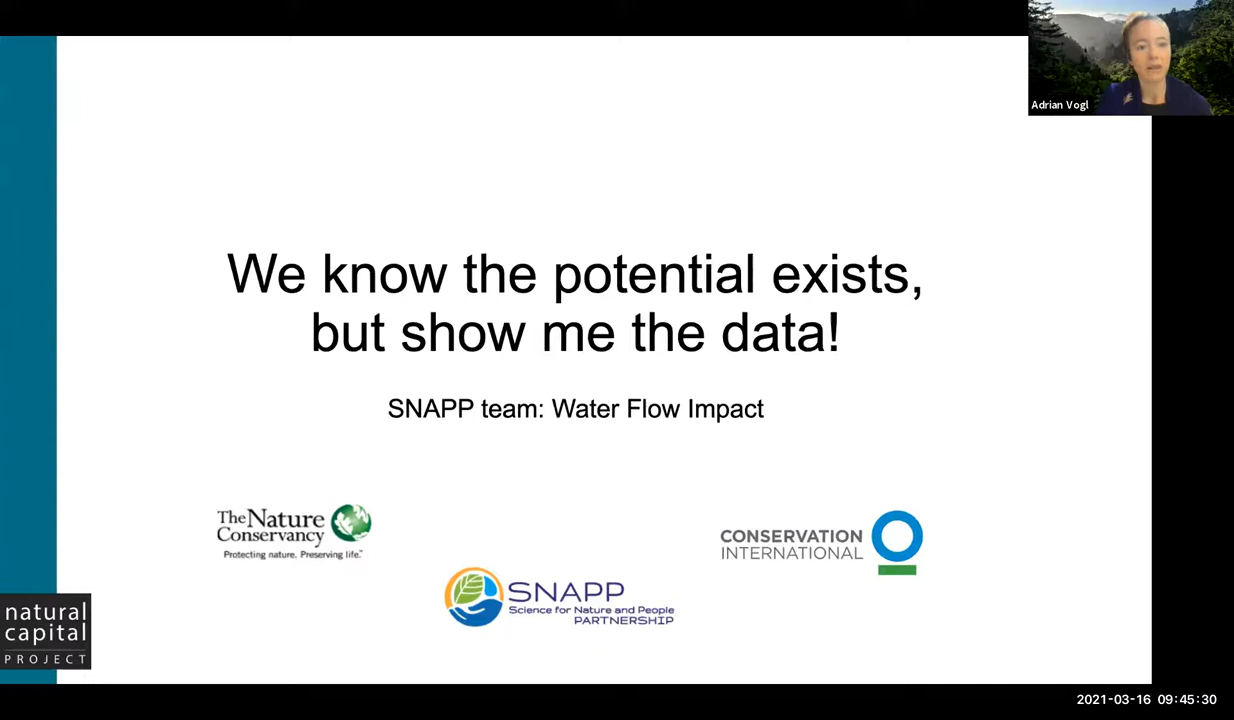 Adrian Vogl
We know the potential exists,
but show me the data!
SNAPP team: Water Flow Impact
The Nature
Conservancy
Protecting nature. Preserving life.™
CONSERVATION
INTERNATIONAL
SNAPP
Science for Nature and People
PARTNERSHIP
natural
capital
PROJECT
2021-03-16 09:45:30